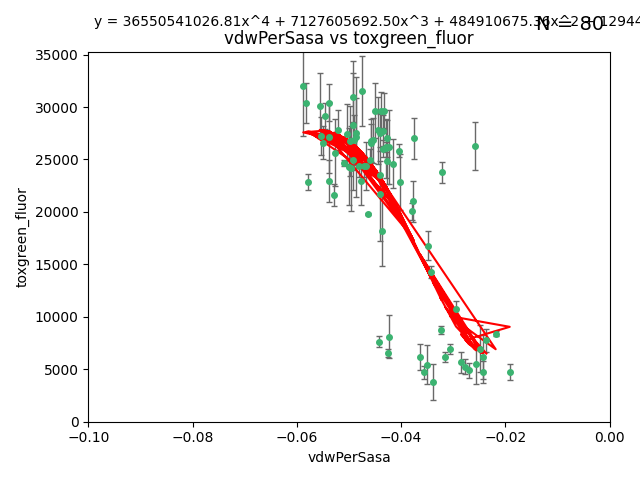 y = 36550541026.81x^4 + 7127605692.50x^3 + 484910675.36x^2 + 12944
N = 80
vdwPerSasa vs toxgreen_fluor
35000
30000
25000
20000
15000
10000
5000
0
toxgreen_fluor
−0.10 −0.08 −0.06 −0.04 −0.02 0.00
vdwPerSasa